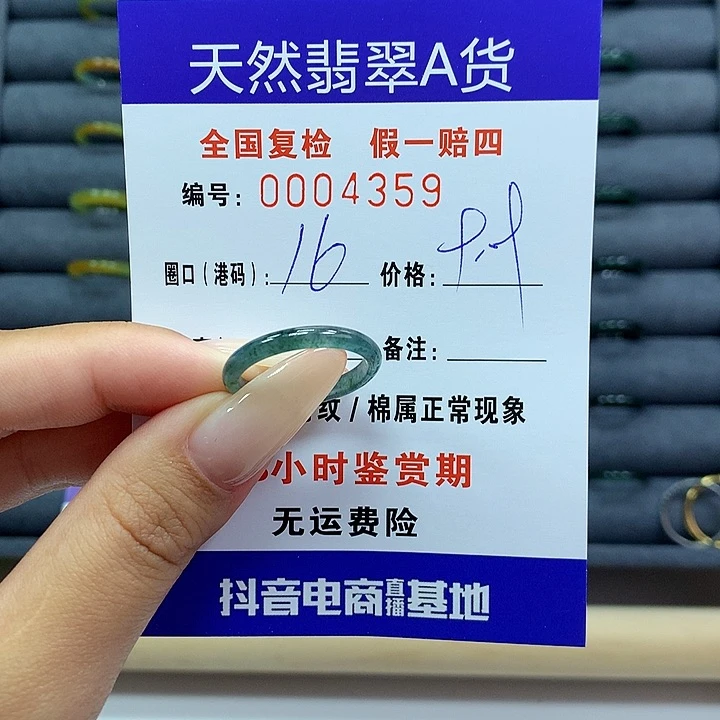 天然翡翠A货
全国复检 假一赔四
编号: 0004359
圈口(港码): 16 价格:
备注:
纹/棉属正常现象
小时鉴赏期
无运费险
抖音电商直播基地